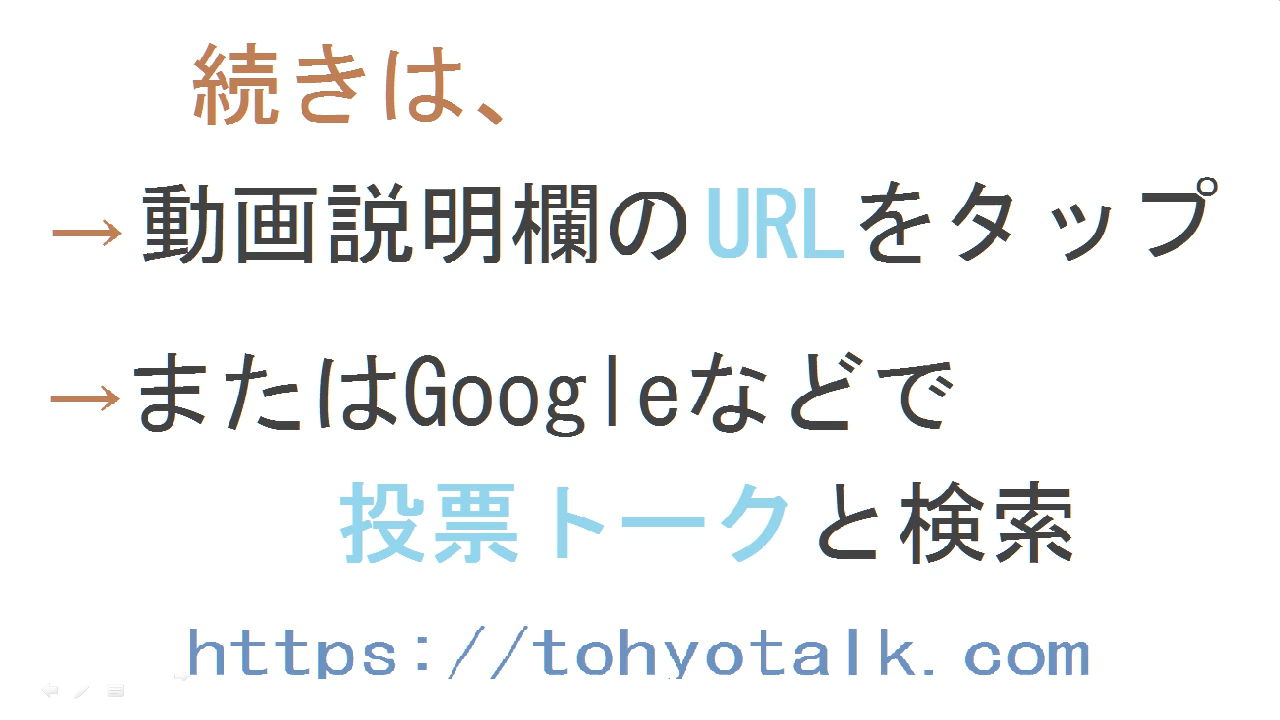 続きは、
→動画説明欄のURLをタップ
→またはGoogleなどで
投票トークと検索
https://tohyotalk.com